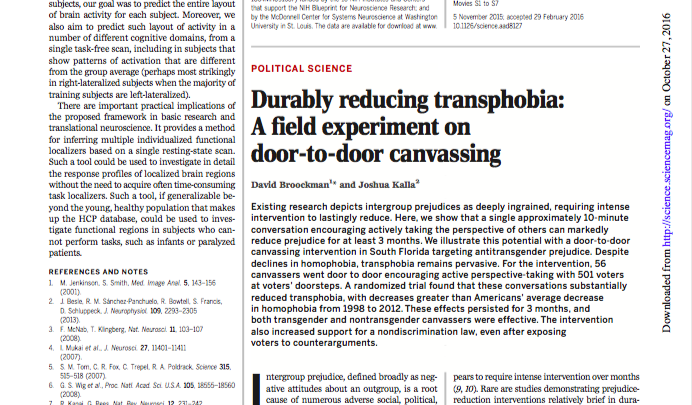 subjects, our goal was to predict the entire layout
of brain activity for each subject. Moreover, we
also aim to predict such layout of activity in a
number of different cognitive domains, from a
single task-free scan, including in subjects that
show patterns of activation that are different
from the group average (perhaps most strikingly
in right-lateralized subjects when the majority of
training subjects are left-lateralized).
There are important practical implications of
the proposed framework in basic research and
translational neuroscience. It provides a method
for inferring multiple individualized functional
localizers based on a single resting-state scan.
Such a tool could be used to investigate in detail
the response profiles of localized brain regions
without the need to acquire often time-consuming
task localizers. Such a tool, if generalizable be-
yond the young, healthy population that makes
up the HCP database, could be used to inves-
tigate functional regions in subjects who can-
not perform tasks, such as infants or paralyzed
patients.
REFERENCES AND NOTES
1. M. Jenkinson, S. Smith, Med. Image Anal. 5, 143–156
(2001).
2. J. Besle, R. M. Sánchez-Panchuelo, R. Bowtell, S. Francis,
D. Schluppeck, J. Neurophysiol. 109, 2293–2305
(2013).
3. F. McNab, T. Klingberg, Nat. Neurosci. 11, 103–107
(2008).
4. I. Mukai et al., J. Neurosci. 27, 11401–11411
(2007).
5. S. M. Tom, C. R. Fox, C. Trepel, R. A. Poldrack, Science 315,
515–518 (2007).
6. G. S. Wig et al., Proc. Natl. Acad. Sci. U.S.A. 105, 18555–18560
(2008).
that support the NIH Blueprint for Neuroscience Research; and
by the McDonnell Center for Systems Neuroscience at Washington
University in St. Louis. The data are available for download at www.
Movies S1 to S7
5 November 2015; accepted 29 February 2016
10.1126/science.aad8127
POLITICAL SCIENCE
Durably reducing transphobia:
A field experiment on
door-to-door canvassing
David Broockman1* and Joshua Kalla2
Existing research depicts intergroup prejudices as deeply ingrained, requiring intense
intervention to lastingly reduce. Here, we show that a single approximately 10-minute
conversation encouraging actively taking the perspective of others can markedly
reduce prejudice for at least 3 months. We illustrate this potential with a door-to-door
canvassing intervention in South Florida targeting antitransgender prejudice. Despite
declines in homophobia, transphobia remains pervasive. For the intervention, 56
canvassers went door to door encouraging active perspective-taking with 501 voters
at voters' doorsteps. A randomized trial found that these conversations substantially
reduced transphobia, with decreases greater than Americans' average decrease
in homophobia from 1998 to 2012. These effects persisted for 3 months, and
both transgender and nontransgender canvassers were effective. The intervention
also increased support for a nondiscrimination law, even after exposing
voters to counterarguments.
Intergroup prejudice, defined broadly as neg-
ative attitudes about an outgroup, is a root
cause of numerous adverse social, political,
pears to require intense intervention over months
(9, 10). Rare are studies demonstrating prejudice-
reduction interventions relatively brief in dura-
Downloaded from http://science.sciencemag.org/ on October 27, 2016